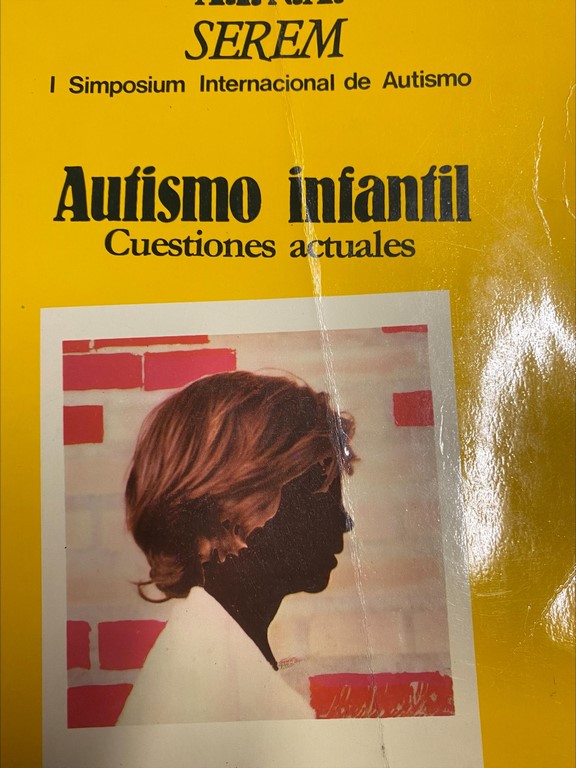 SEREM
I Simposium Internacional de Autismo
Autismo infantil
Cuestiones actuales